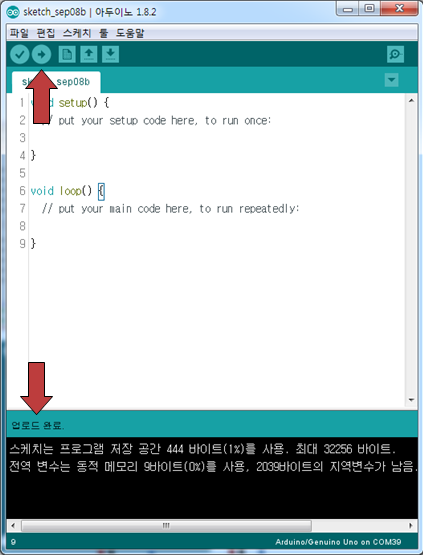 sketch_sep08b | 아두이노 1.8.2
파일 편집 스케치 툴 도움말
sk _sep08b
1 v d setup() {
2 // put your setup code here, to run once:
3
4 }
5
6 void loop() {
7 // put your main code here, to run repeatedly:
8
9 }
업로드 완료.
스케치는 프로그램 저장 공간 444 바이트(1%)를 사용. 최대 32256 바이트.
전역 변수는 동적 메모리 9바이트(0%)를 사용, 2039바이트의 지역변수가 남음.
9 Arduino/Genuino Uno on COM39